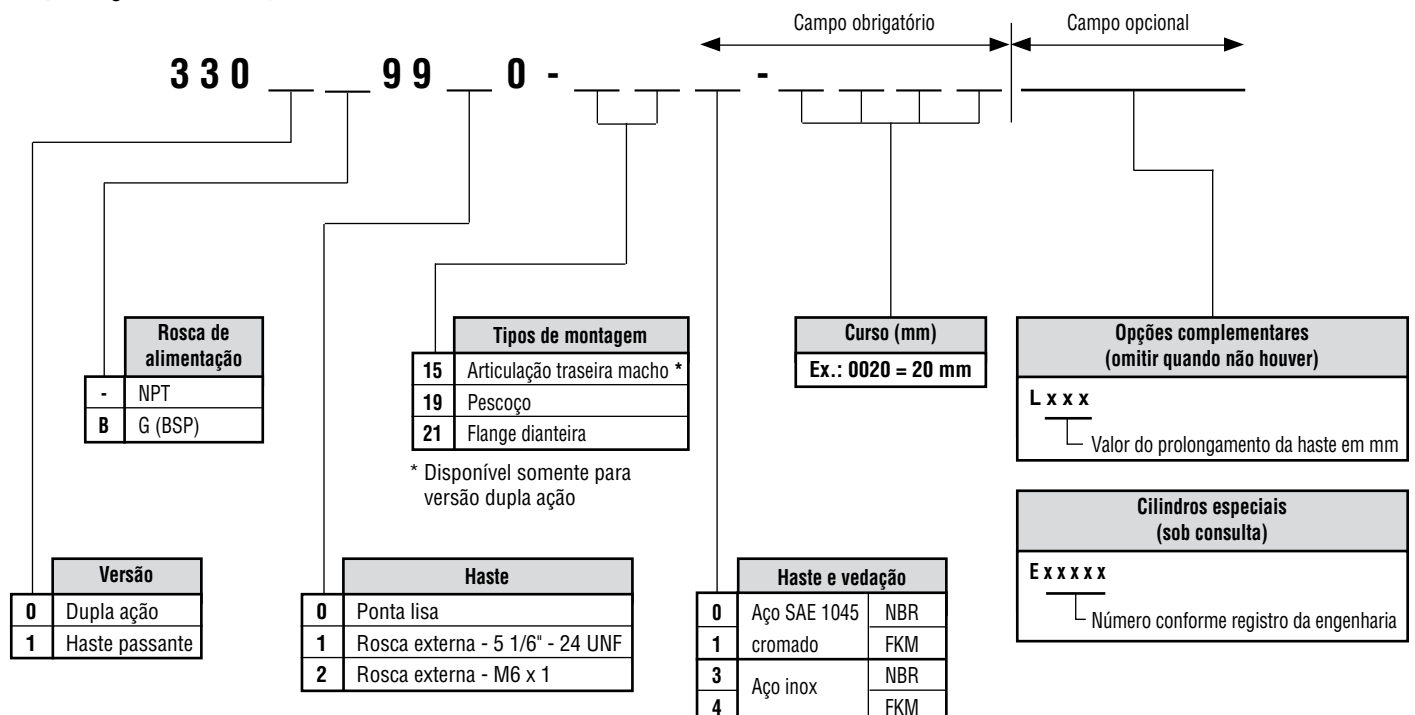 Campo obrigatório
Campo opcional
330 _ _ 99 _ 0 - _ _ _ - _ _ _ _
Rosca de alimentação
- NPT
B G (BSP)
Tipos de montagem
15 Articulação traseira macho *
19 Pescoço
21 Flange dianteira
* Disponível somente para
versão dupla ação
Curso (mm)
Ex.: 0020 = 20 mm
Opções complementares
(omitir quando não houver)
L x x x
Valor do prolongamento da haste em mm
Cilindros especiais
(sob consulta)
E x x x x x
Número conforme registro da engenharia
Versão
0 Dupla ação
1 Haste passante
Haste
0 Ponta lisa
1 Rosca externa - 5 1/6" - 24 UNF
2 Rosca externa - M6 x 1
Haste e vedação
0 Aço SAE 1045 NBR
1 cromado FKM
3 Aço inox NBR
4 FKM